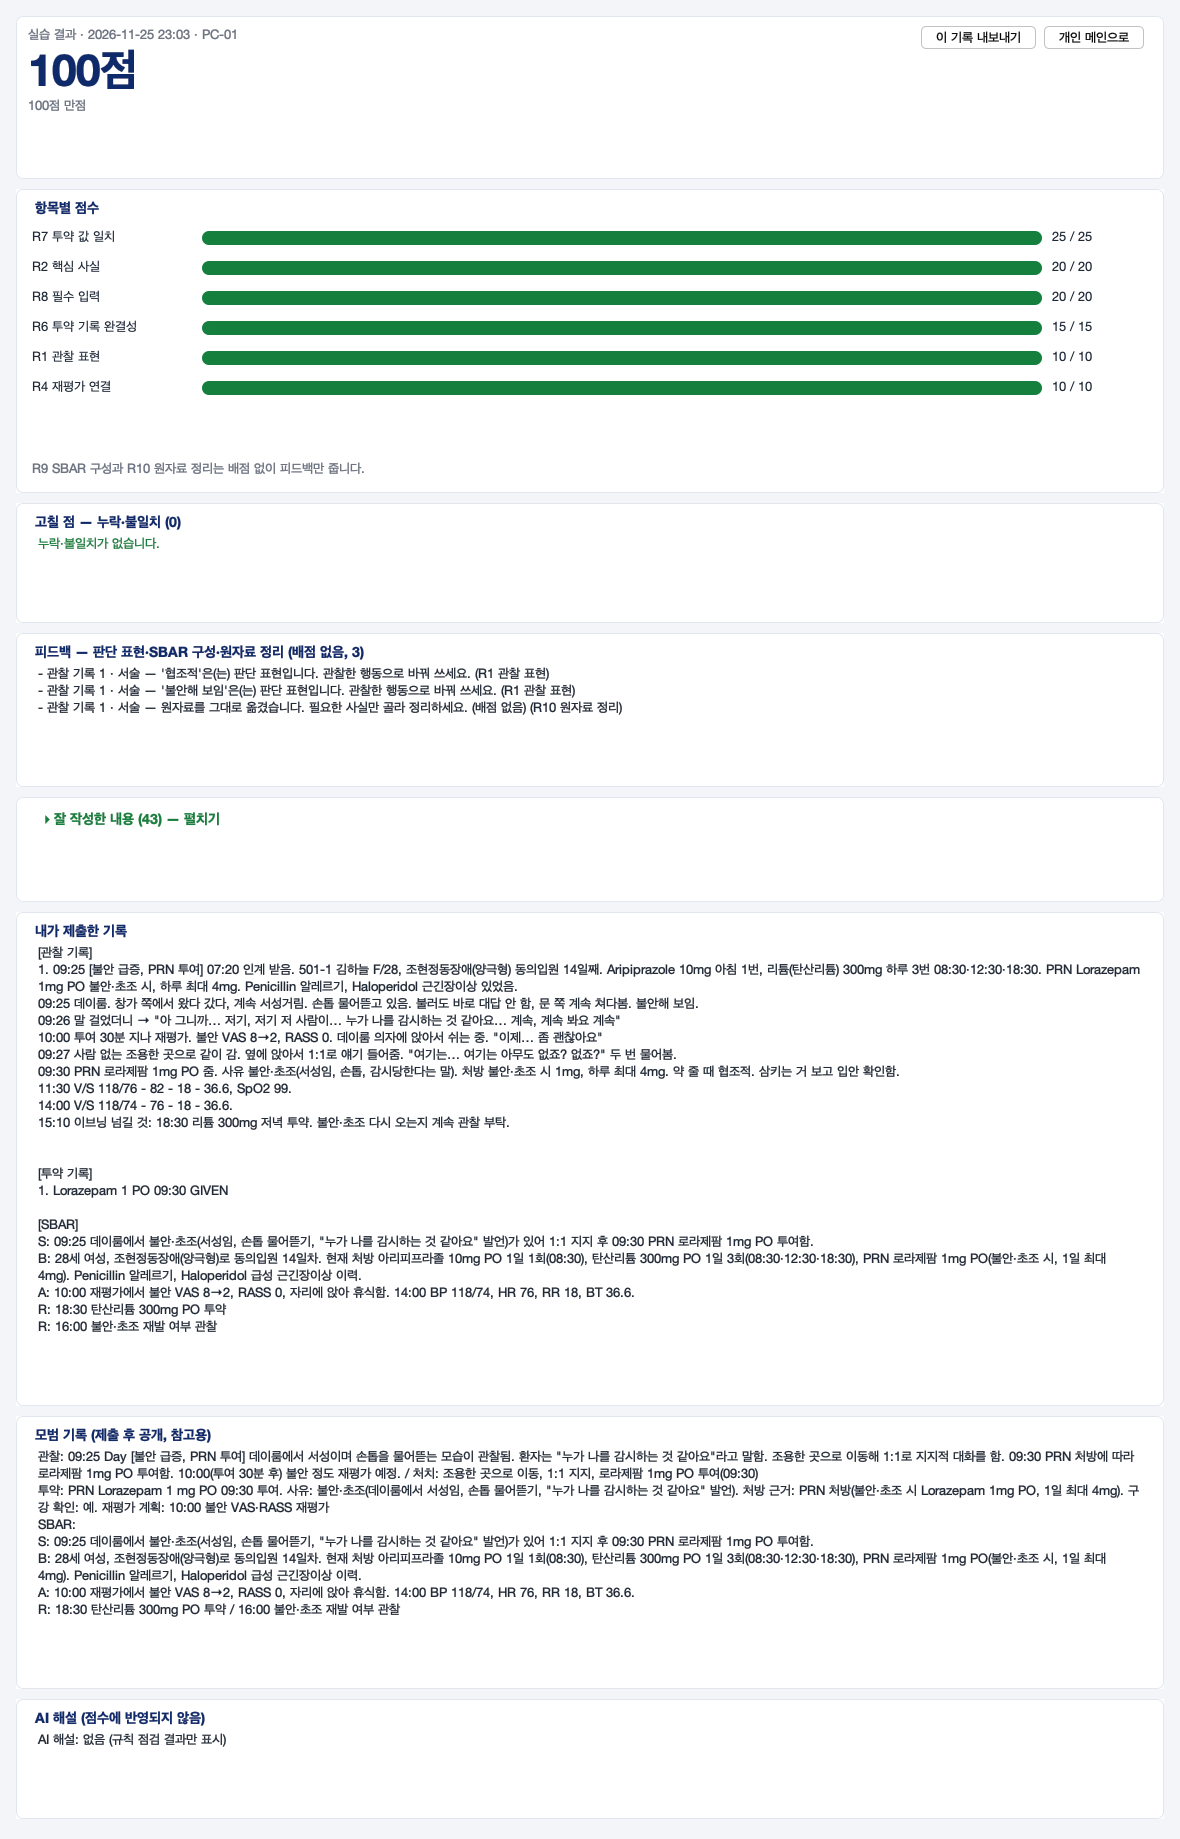 실습 결과 · 2026-11-25 23:03 · PC-01
이 기록 내보내기
개인 메인으로
100점
100점 만점
항목별 점수
R7 투약 값 일치 25 / 25
R2 핵심 사실 20 / 20
R8 필수 입력 20 / 20
R6 투약 기록 완결성 15 / 15
R1 관찰 표현 10 / 10
R4 재평가 연결 10 / 10
R9 SBAR 구성과 R10 원자료 정리는 배점 없이 피드백만 줍니다.
고칠 점 — 누락·불일치 (0)
누락·불일치가 없습니다.
피드백 — 판단 표현·SBAR 구성·원자료 정리 (배점 없음, 3)
- 관찰 기록 1 · 서술 — '협조적'은(는) 판단 표현입니다. 관찰한 행동으로 바꿔 쓰세요. (R1 관찰 표현)
- 관찰 기록 1 · 서술 — '불안해 보임'은(는) 판단 표현입니다. 관찰한 행동으로 바꿔 쓰세요. (R1 관찰 표현)
- 관찰 기록 1 · 서술 — 원자료를 그대로 옮겼습니다. 필요한 사실만 골라 정리하세요. (배점 없음) (R10 원자료 정리)
잘 작성한 내용 (43) — 펼치기
내가 제출한 기록
[관찰 기록]
1. 09:25 [불안 급증, PRN 투여] 07:20 인계 받음. 501-1 김하늘 F/28, 조현정동장애(양극형) 동의입원 14일째. Aripiprazole 10mg 아침 1번, 리튬(탄산리튬) 300mg 하루 3번 08:30·12:30·18:30. PRN Lorazepam
1mg PO 불안·초조 시, 하루 최대 4mg. Penicillin 알레르기, Haloperidol 근긴장이상 있었음.
09:25 데이룸. 창가 쪽에서 왔다 갔다, 계속 서성거림. 손톱 물어뜯고 있음. 불러도 바로 대답 안 함, 문 쪽 계속 쳐다봄. 불안해 보임.
09:26 말 걸었더니 → "아 그니까... 저기, 저기 저 사람이... 누가 나를 감시하는 것 같아요... 계속, 계속 봐요 계속"
10:00 투여 30분 지나 재평가. 불안 VAS 8→2, RASS 0. 데이룸 의자에 앉아서 쉬는 중. "이제... 좀 괜찮아요"
09:27 사람 없는 조용한 곳으로 같이 감. 옆에 앉아서 1:1로 얘기 들어줌. "여기는... 여기는 아무도 없죠? 없죠?" 두 번 물어봄.
09:30 PRN 로라제팜 1mg PO 줌. 사유 불안·초조(서성임, 손톱, 감시당한다는 말). 처방 불안·초조 시 1mg, 하루 최대 4mg. 약 줄 때 협조적. 삼키는 거 보고 입안 확인함.
11:30 V/S 118/76 - 82 - 18 - 36.6, SpO2 99.
14:00 V/S 118/74 - 76 - 18 - 36.6.
15:10 이브닝 넘길 것: 18:30 리튬 300mg 저녁 투약. 불안·초조 다시 오는지 계속 관찰 부탁.
[투약 기록]
1. Lorazepam 1 PO 09:30 GIVEN
[SBAR]
S: 09:25 데이룸에서 불안·초조(서성임, 손톱 물어뜯기, "누가 나를 감시하는 것 같아요" 발언)가 있어 1:1 지지 후 09:30 PRN 로라제팜 1mg PO 투여함.
B: 28세 여성, 조현정동장애(양극형)로 동의입원 14일차. 현재 처방 아리피프라졸 10mg PO 1일 1회(08:30), 탄산리튬 300mg PO 1일 3회(08:30·12:30·18:30), PRN 로라제팜 1mg PO(불안·초조 시, 1일 최대
4mg). Penicillin 알레르기, Haloperidol 급성 근긴장이상 이력.
A: 10:00 재평가에서 불안 VAS 8→2, RASS 0, 자리에 앉아 휴식함. 14:00 BP 118/74, HR 76, RR 18, BT 36.6.
R: 18:30 탄산리튬 300mg PO 투약
R: 16:00 불안·초조 재발 여부 관찰
모범 기록 (제출 후 공개, 참고용)
관찰: 09:25 Day [불안 급증, PRN 투여] 데이룸에서 서성이며 손톱을 물어뜯는 모습이 관찰됨. 환자는 "누가 나를 감시하는 것 같아요"라고 말함. 조용한 곳으로 이동해 1:1로 지지적 대화를 함. 09:30 PRN 처방에 따라
로라제팜 1mg PO 투여함. 10:00(투여 30분 후) 불안 정도 재평가 예정. / 처치: 조용한 곳으로 이동, 1:1 지지, 로라제팜 1mg PO 투여(09:30)
투약: PRN Lorazepam 1 mg PO 09:30 투여. 사유: 불안·초조(데이룸에서 서성임, 손톱 물어뜯기, "누가 나를 감시하는 것 같아요" 발언). 처방 근거: PRN 처방(불안·초조 시 Lorazepam 1mg PO, 1일 최대 4mg). 구
강 확인: 예. 재평가 계획: 10:00 불안 VAS·RASS 재평가
SBAR:
S: 09:25 데이룸에서 불안·초조(서성임, 손톱 물어뜯기, "누가 나를 감시하는 것 같아요" 발언)가 있어 1:1 지지 후 09:30 PRN 로라제팜 1mg PO 투여함.
B: 28세 여성, 조현정동장애(양극형)로 동의입원 14일차. 현재 처방 아리피프라졸 10mg PO 1일 1회(08:30), 탄산리튬 300mg PO 1일 3회(08:30·12:30·18:30), PRN 로라제팜 1mg PO(불안·초조 시, 1일 최대
4mg). Penicillin 알레르기, Haloperidol 급성 근긴장이상 이력.
A: 10:00 재평가에서 불안 VAS 8→2, RASS 0, 자리에 앉아 휴식함. 14:00 BP 118/74, HR 76, RR 18, BT 36.6.
R: 18:30 탄산리튬 300mg PO 투약 / 16:00 불안·초조 재발 여부 관찰
AI 해설 (점수에 반영되지 않음)
AI 해설: 없음 (규칙 점검 결과만 표시)